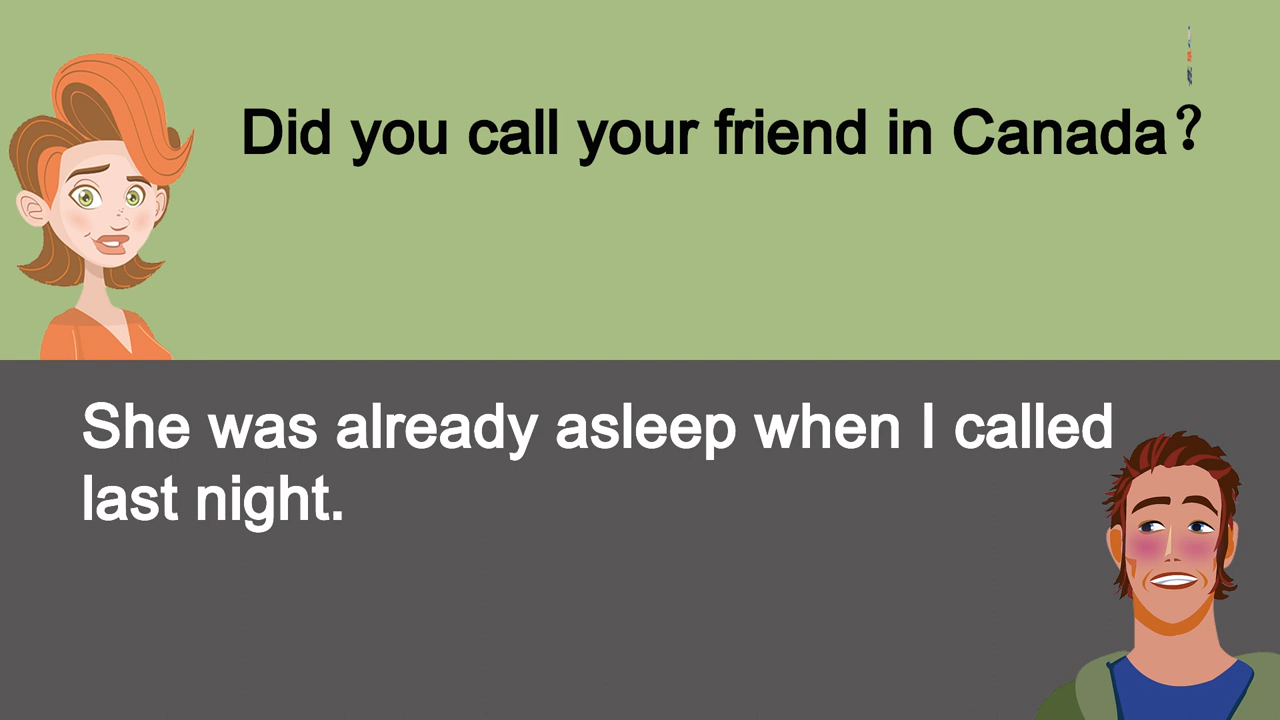 Did you call your friend in Canada？
She was already asleep when I called
last night.